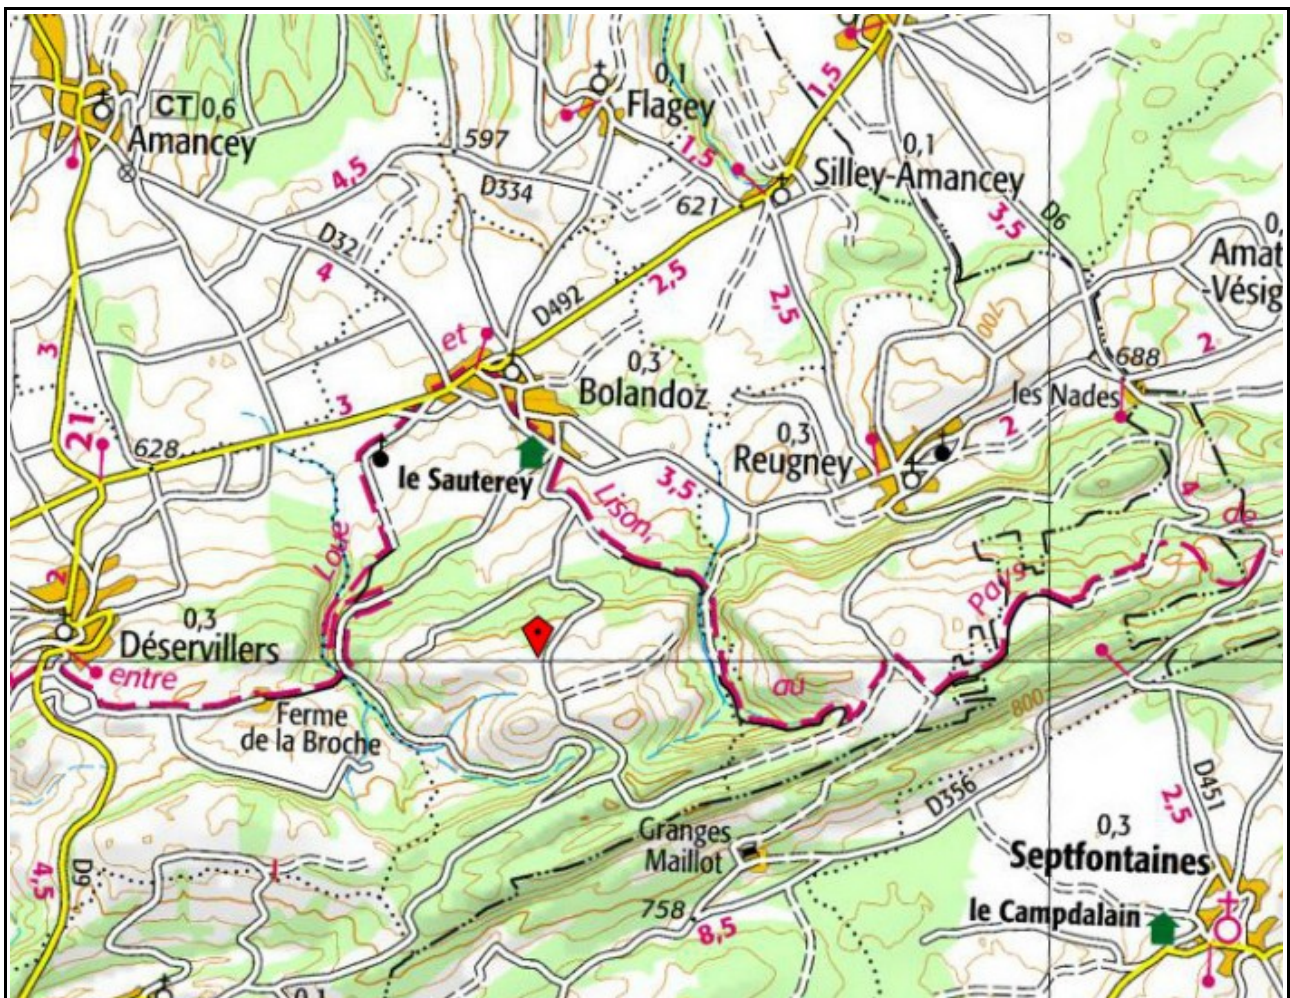 0,1
1,5
CT 0,6
Flagey
Amancey
597
1,5
0,1
4,5
Silley-Amancey
D334
621
3,5
D6
0,
D32
Amat
4
2,5
2,5
Vésig
D492
700
3
et
0,3
688
2
Bolandoz
les Nades
3
21
0,3
2
628
Reugney
le Sauterey
3,5
Lison,
4
de
Loue
2
Pays
0,3
Déservillers
entre
au
800
Ferme
de la Broche
D451
D356
2,5
Granges
Maillot
0,3
Septfontaines
4,5
D9
758
8,5
le Campdalain
0,1